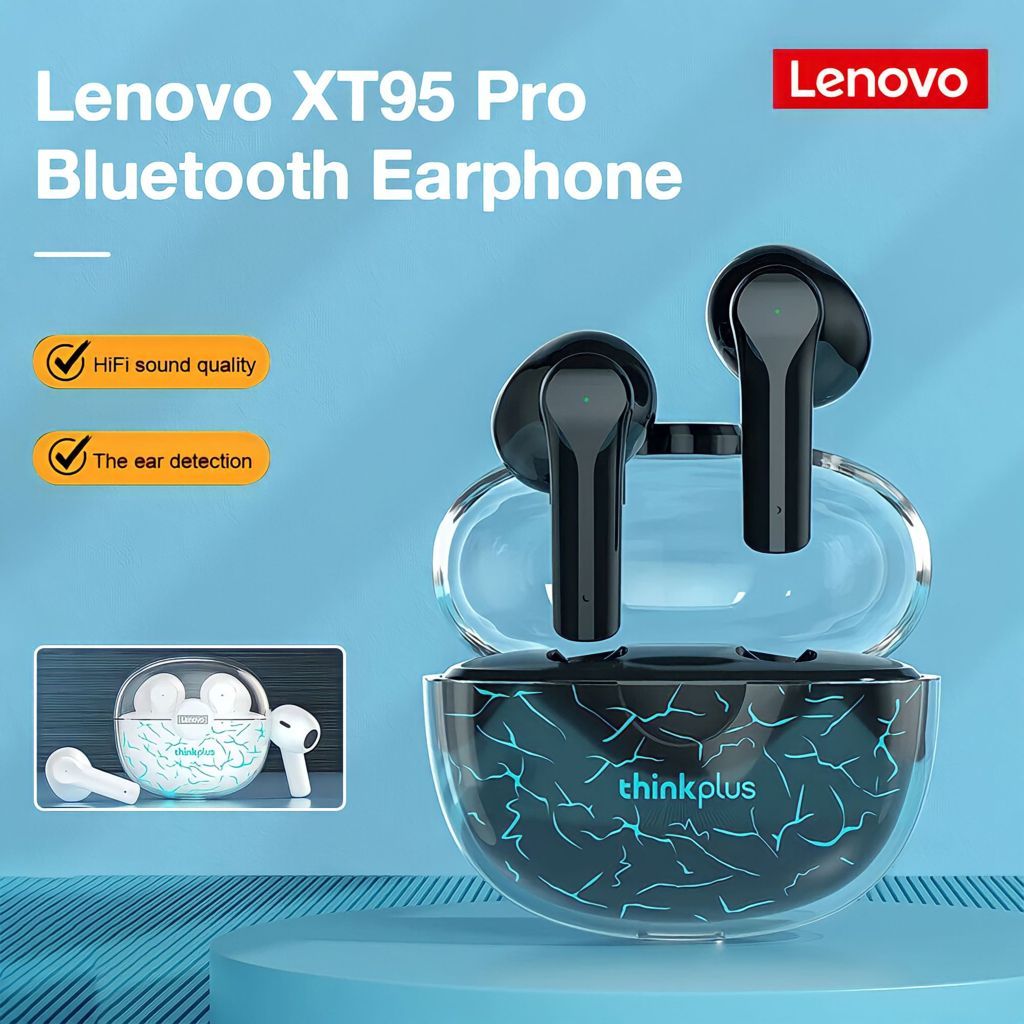 Lenovo XT95 Pro
Bluetooth Earphone
Lenovo
HiFi sound quality
The ear detection
Lenovo
thinkplus
thinkplus